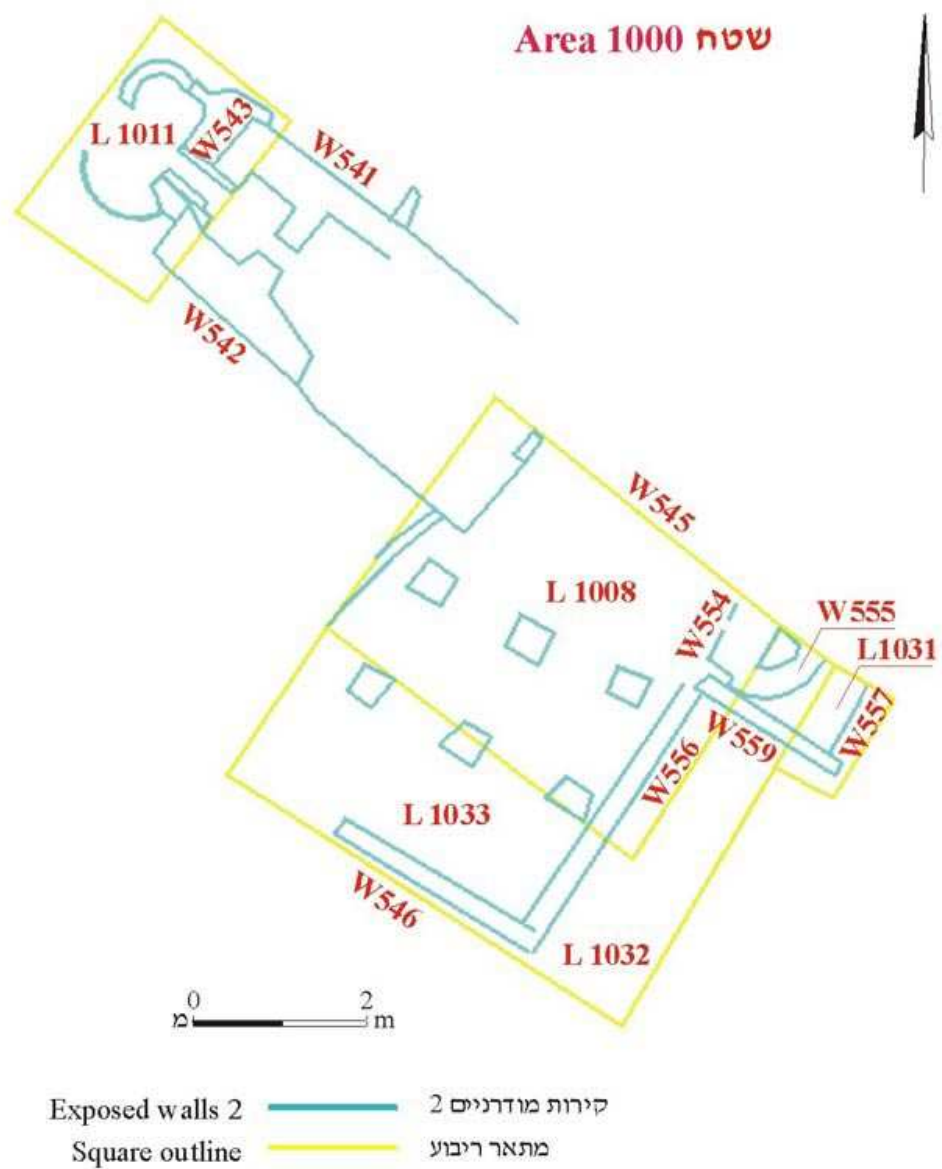 Area 1000 שטח
L 1011
W543
W541
W542
W545
L 1008
W554
W555
L1031
W557
W559
W556
L 1033
W546
L 1032
0 2
מ m
Exposed walls 2 קירות מודרניים 2
Square outline מתאר ריבוע